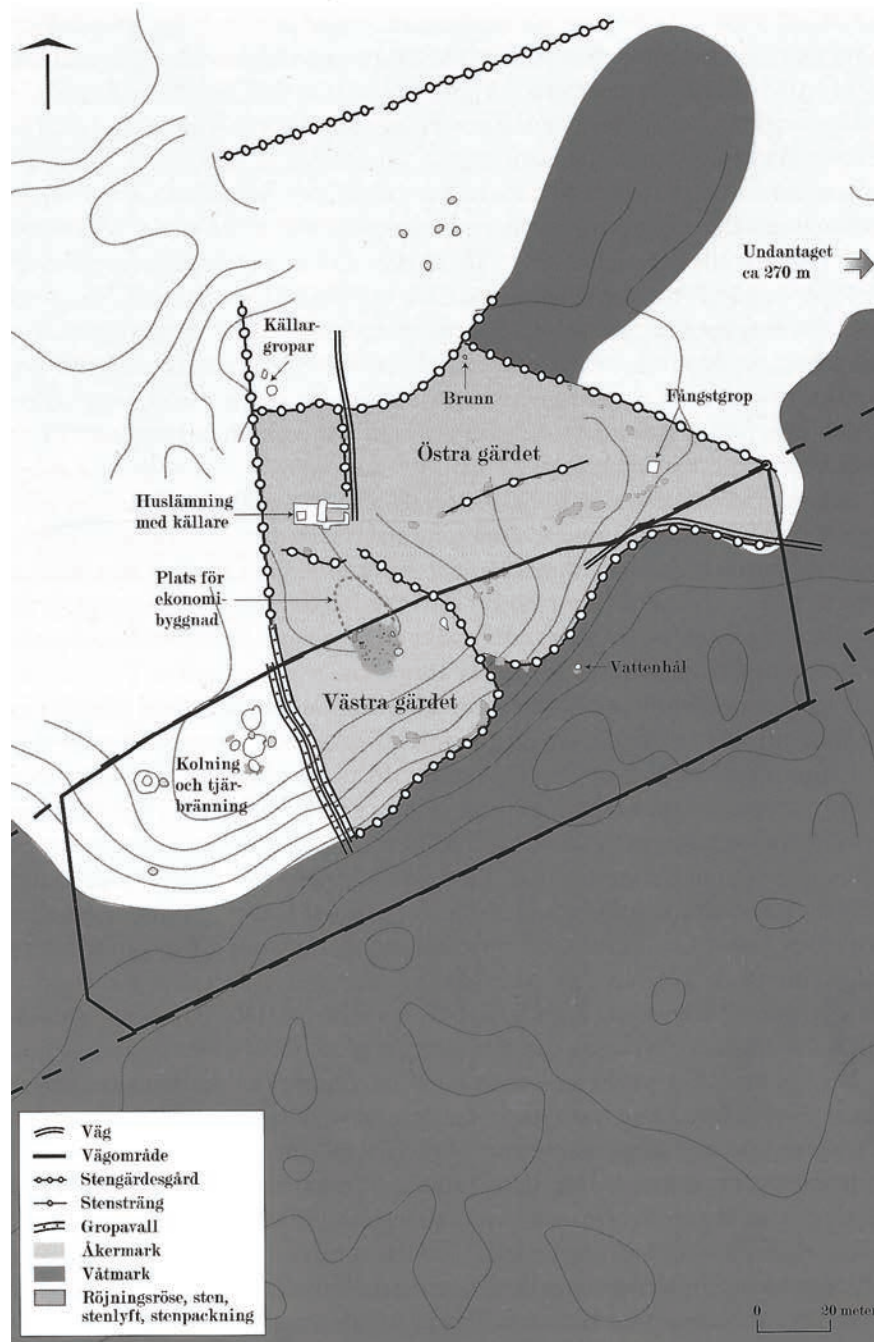 Undantaget
ca 270 m
Källar-
gropar
Brunn
Fångstgrop
Östra gärdet
Huslämning
med källare
Plats för
ekonomi-
byggnad
Vattenhål
Västra gärdet
Kolning
och tjär-
bränning
Väg
Vägområde
Stengärdesgård
Stensträng
Gropavall
Åkermark
Våtmark
Röjningsröse, sten,
stenlyft, stenpackning
0 20 meter